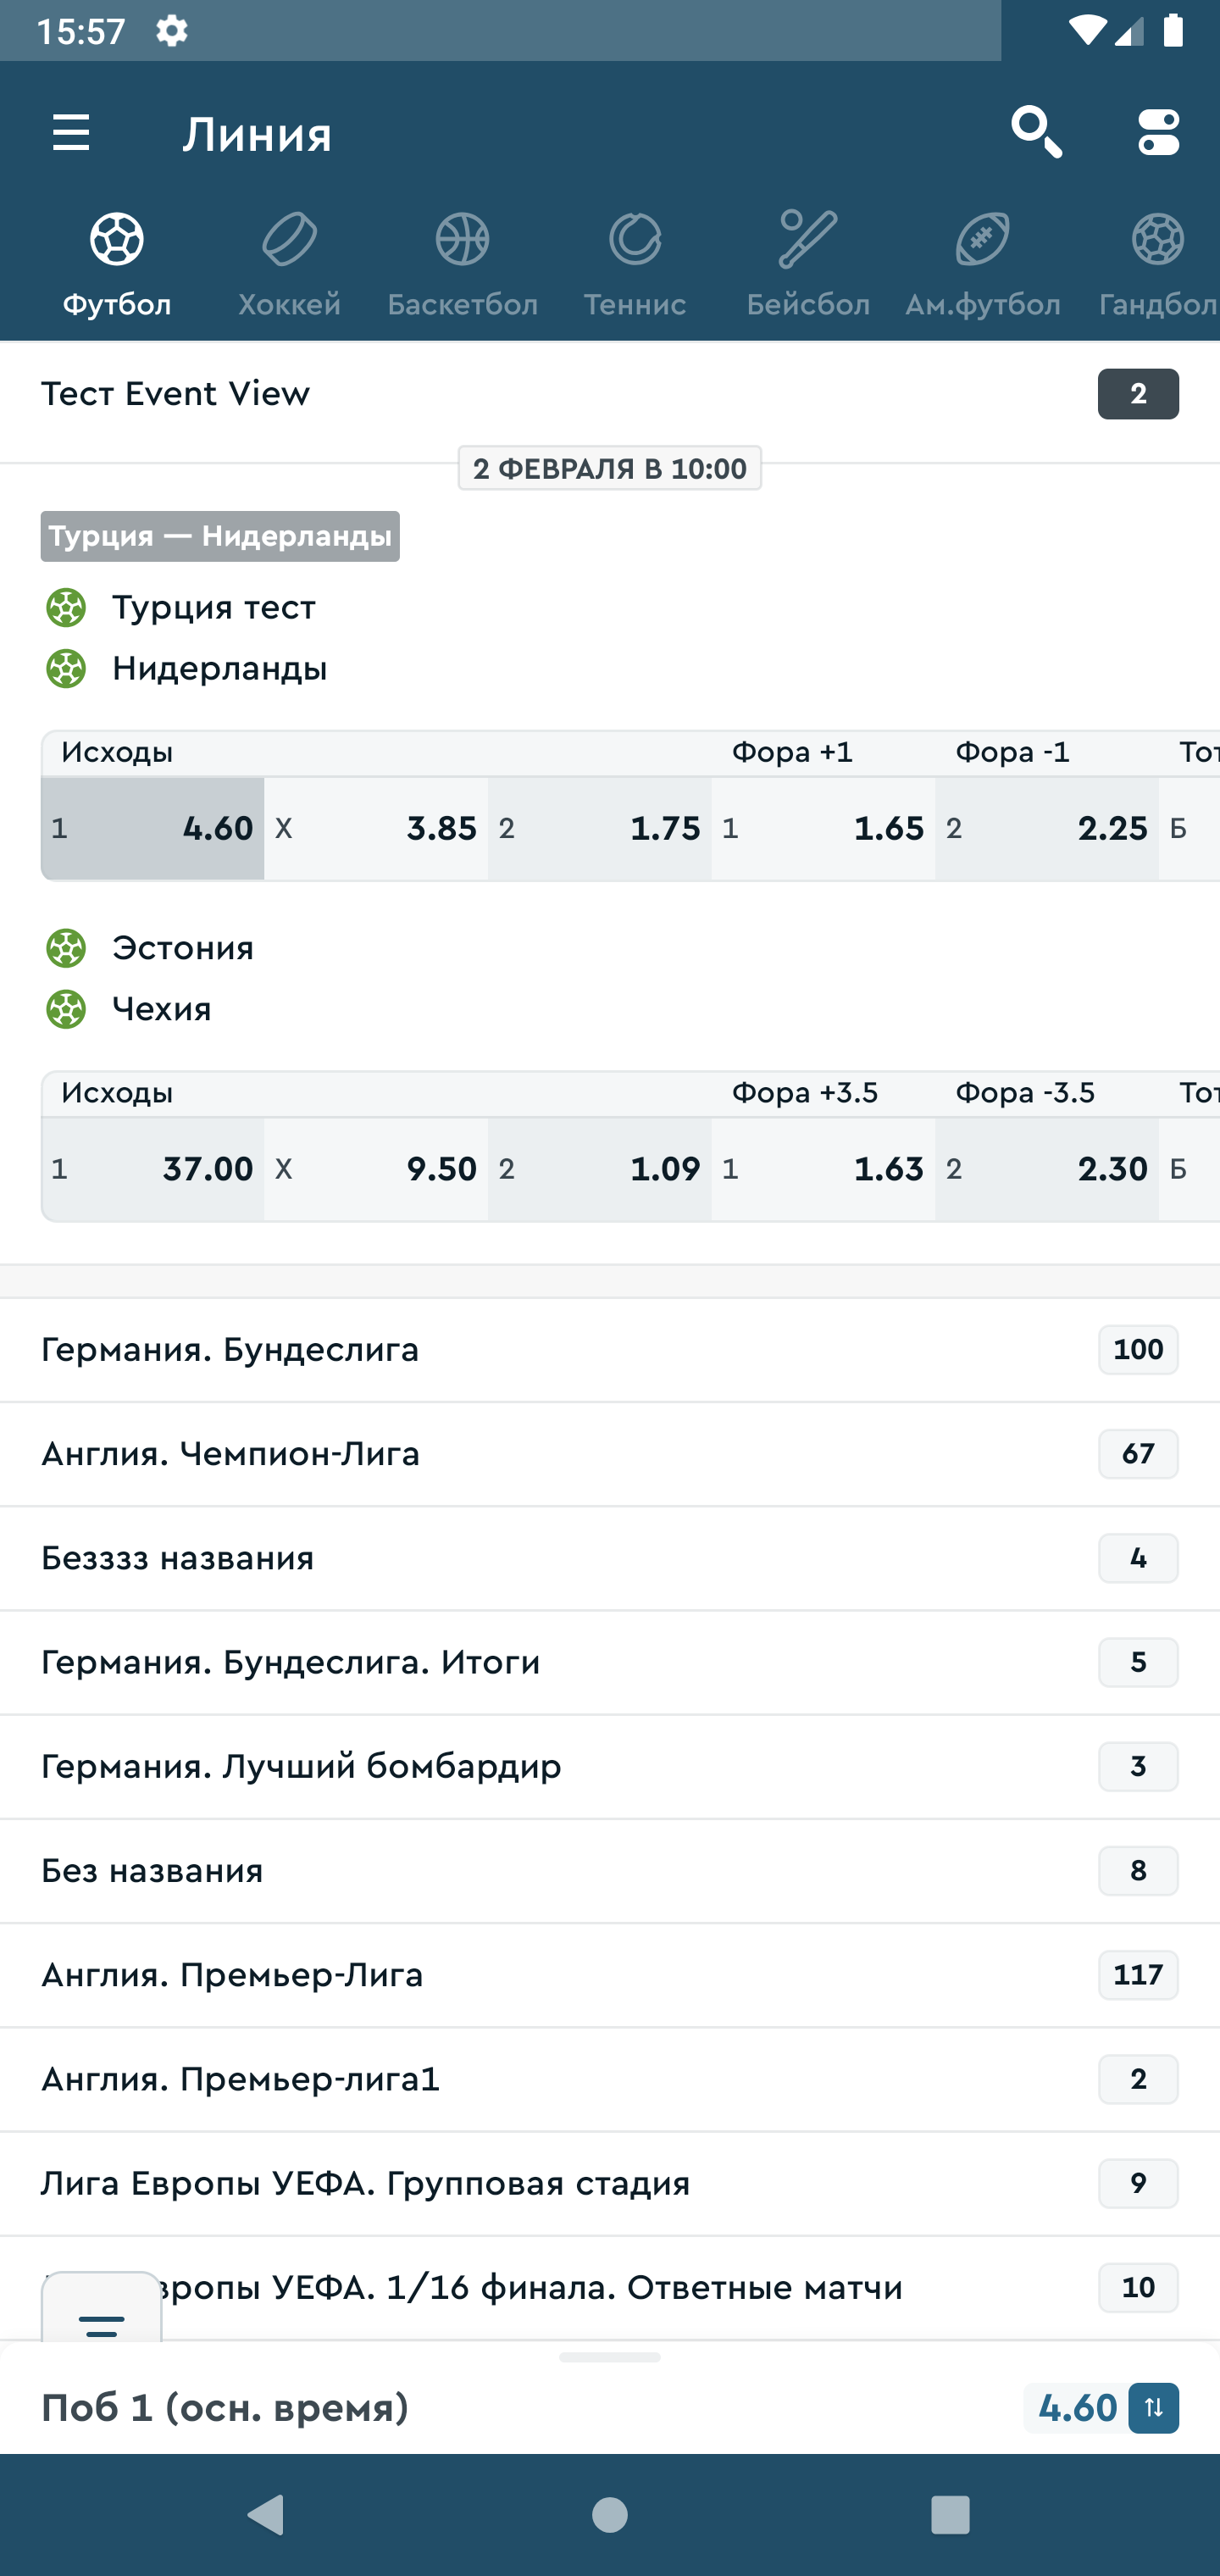 15:57
Линия
Футбол Хоккей Баскетбол Теннис Бейсбол Ам.футбол Гандбол
Тест Event View 2
2 ФЕВРАЛЯ В 10:00
Турция — Нидерланды
Турция тест
Нидерланды
Исходы Фора +1 Фора -1
1 4.60 X 3.85 2 1.75 1 1.65 2 2.25 Б
Эстония
Чехия
Исходы Фора +3.5 Фора -3.5
1 37.00 X 9.50 2 1.09 1 1.63 2 2.30 Б
Германия. Бундеслига 100
Англия. Чемпион-Лига 67
Безззз названия 4
Германия. Бундеслига. Итоги 5
Германия. Лучший бомбардир 3
Без названия 8
Англия. Премьер-Лига 117
Англия. Премьер-лига1 2
Лига Европы УЕФА. Групповая стадия 9
УЕФА. 1/16 финала. Ответные матчи 10
Поб 1 (осн. время) 4.60